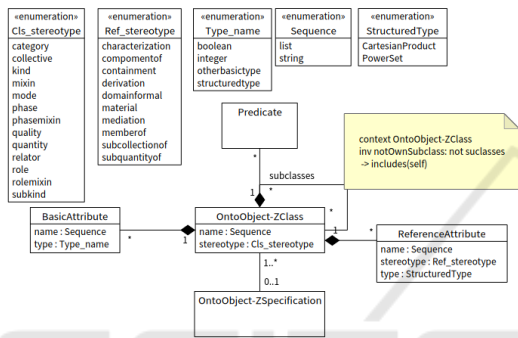 «enumeration»
Cls_stereotype
category
collective
kind
mixin
mode
phase
phasemixin
quality
quantity
relator
role
rolemixin
subkind
«enumeration»
Ref_stereotype
characterization
compomentof
containment
derivation
domainformal
material
mediation
memberof
subcollectionof
subquantityof
«enumeration»
Type_name
boolean
integer
otherbasictype
structuredtype
«enumeration»
Sequence
list
string
«enumeration»
StructuredType
CartesianProduct
PowerSet
Predicate
*
subclasses
1
*
*
context OntoObject-ZClass
inv notOwnSubclass: not suclasses
-> includes(self)
BasicAttribute
name : Sequence
type : Type_name
*
1
OntoObject-ZClass
name : Sequence
stereotype : Cls_stereotype
1
*
ReferenceAttribute
name : Sequence
stereotype : Ref_stereotype
type : StructuredType
1..*
0..1
OntoObject-ZSpecification